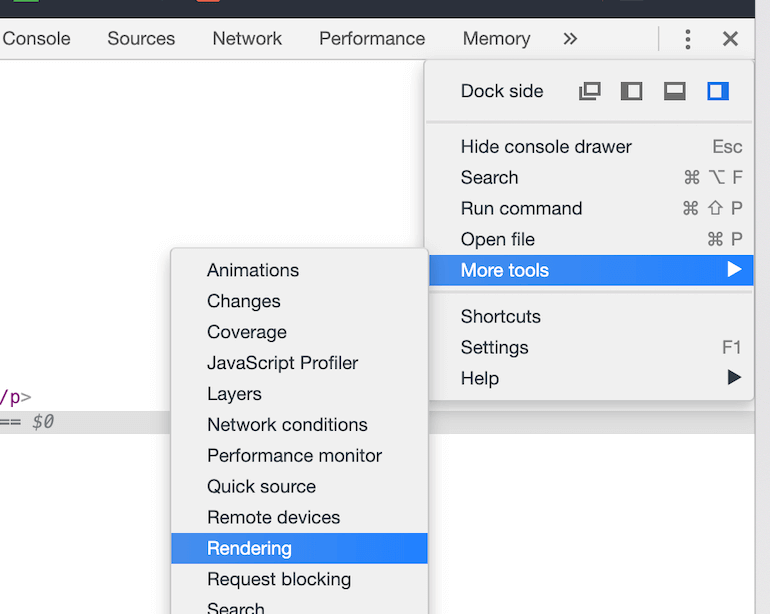 Console Sources Network Performance Memory »
Dock side
Hide console drawer Esc
Search ⌘ ⌥ F
Run command ⌘ ⇧ P
Open file ⌘ P
More tools ▶
Shortcuts
Settings F1
Help ▶
Animations
Changes
Coverage
JavaScript Profiler
Layers
Network conditions
Performance monitor
Quick source
Remote devices
Rendering
Request blocking
Search
/p>
== $0